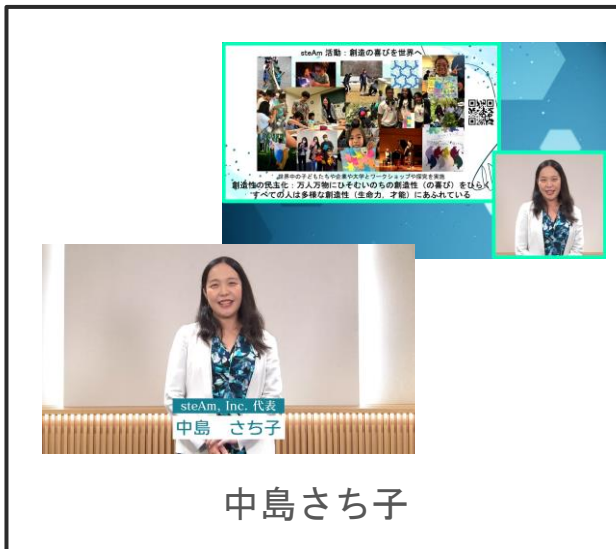 steAm 活動：創造の喜びを世界へ
世界中の子どもたちや企業や大学とワークショップや探究を実施
創造性の民主化：万人万物にひそむいのちの創造性（の喜び）をひらく
すべての人は多様な創造性（生命力、才能）にあふれている
steAm, Inc. 代表
中島　さち子
中島さち子